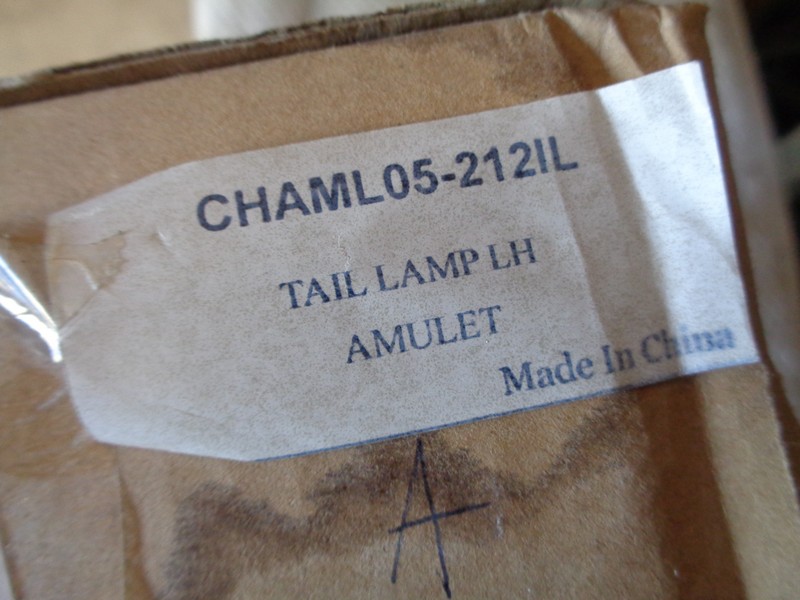 CHAML05-212IL
TAIL LAMP LH
AMULET
Made In China
A